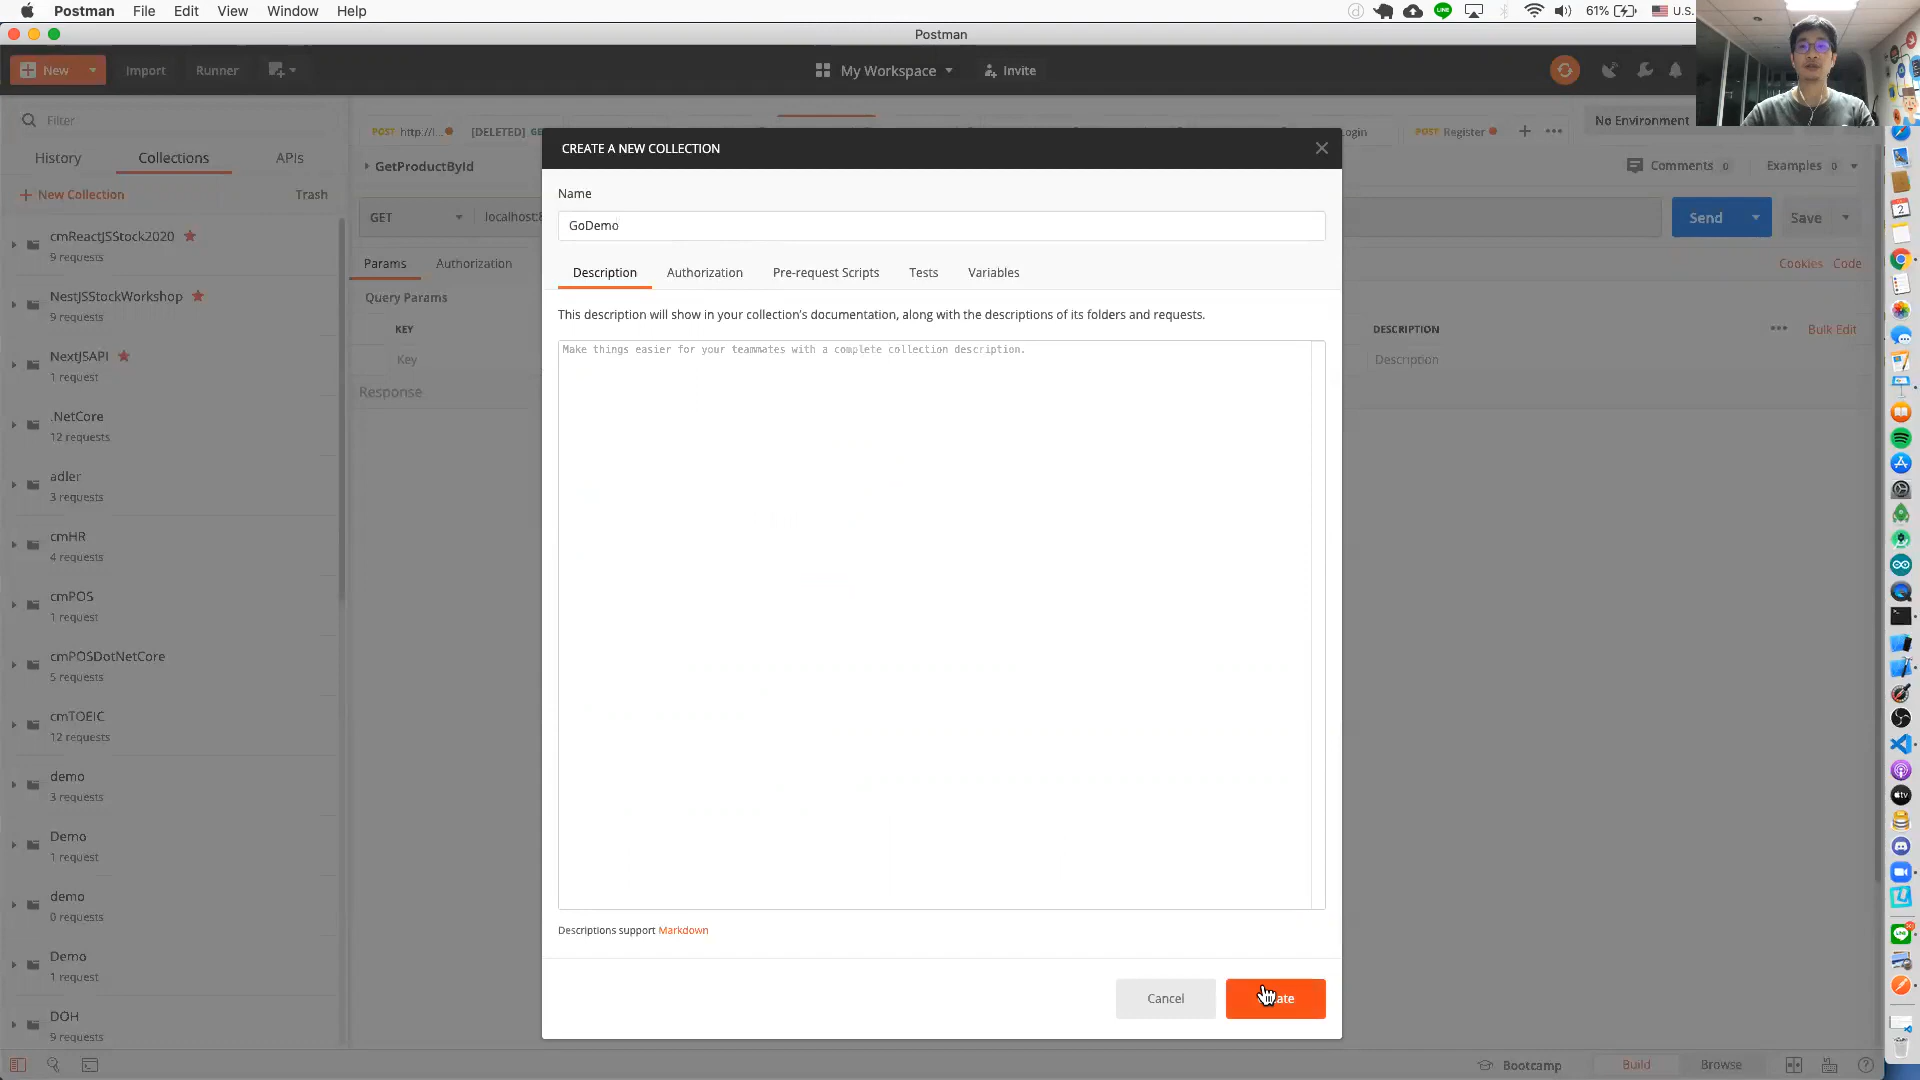 Postman File Edit View Window Help
61% U.S.
Postman
New Import Runner My Workspace Invite
Filter
POST http://l... [DELETED] GE Login POST Register No Environment
History Collections APIs
GetProductById Comments 0 Examples 0
New Collection Trash
GET localhost:8 Send Save
Params Authorization Cookies Code
Query Params
KEY DESCRIPTION Bulk Edit
Key Description
Response
cmReactJSStock2020
9 requests
NestJSStockWorkshop
9 requests
NextJSAPI
1 request
.NetCore
12 requests
adler
3 requests
cmHR
4 requests
cmPOS
1 request
cmPOSDotNetCore
5 requests
cmTOEIC
12 requests
demo
3 requests
Demo
1 request
demo
0 requests
Demo
1 request
DOH
9 requests
CREATE A NEW COLLECTION
Name
GoDemo
Description Authorization Pre-request Scripts Tests Variables
This description will show in your collection's documentation, along with the descriptions of its folders and requests.
Make things easier for your teammates with a complete collection description.
Descriptions support Markdown
Cancel
Bootcamp Build Browse